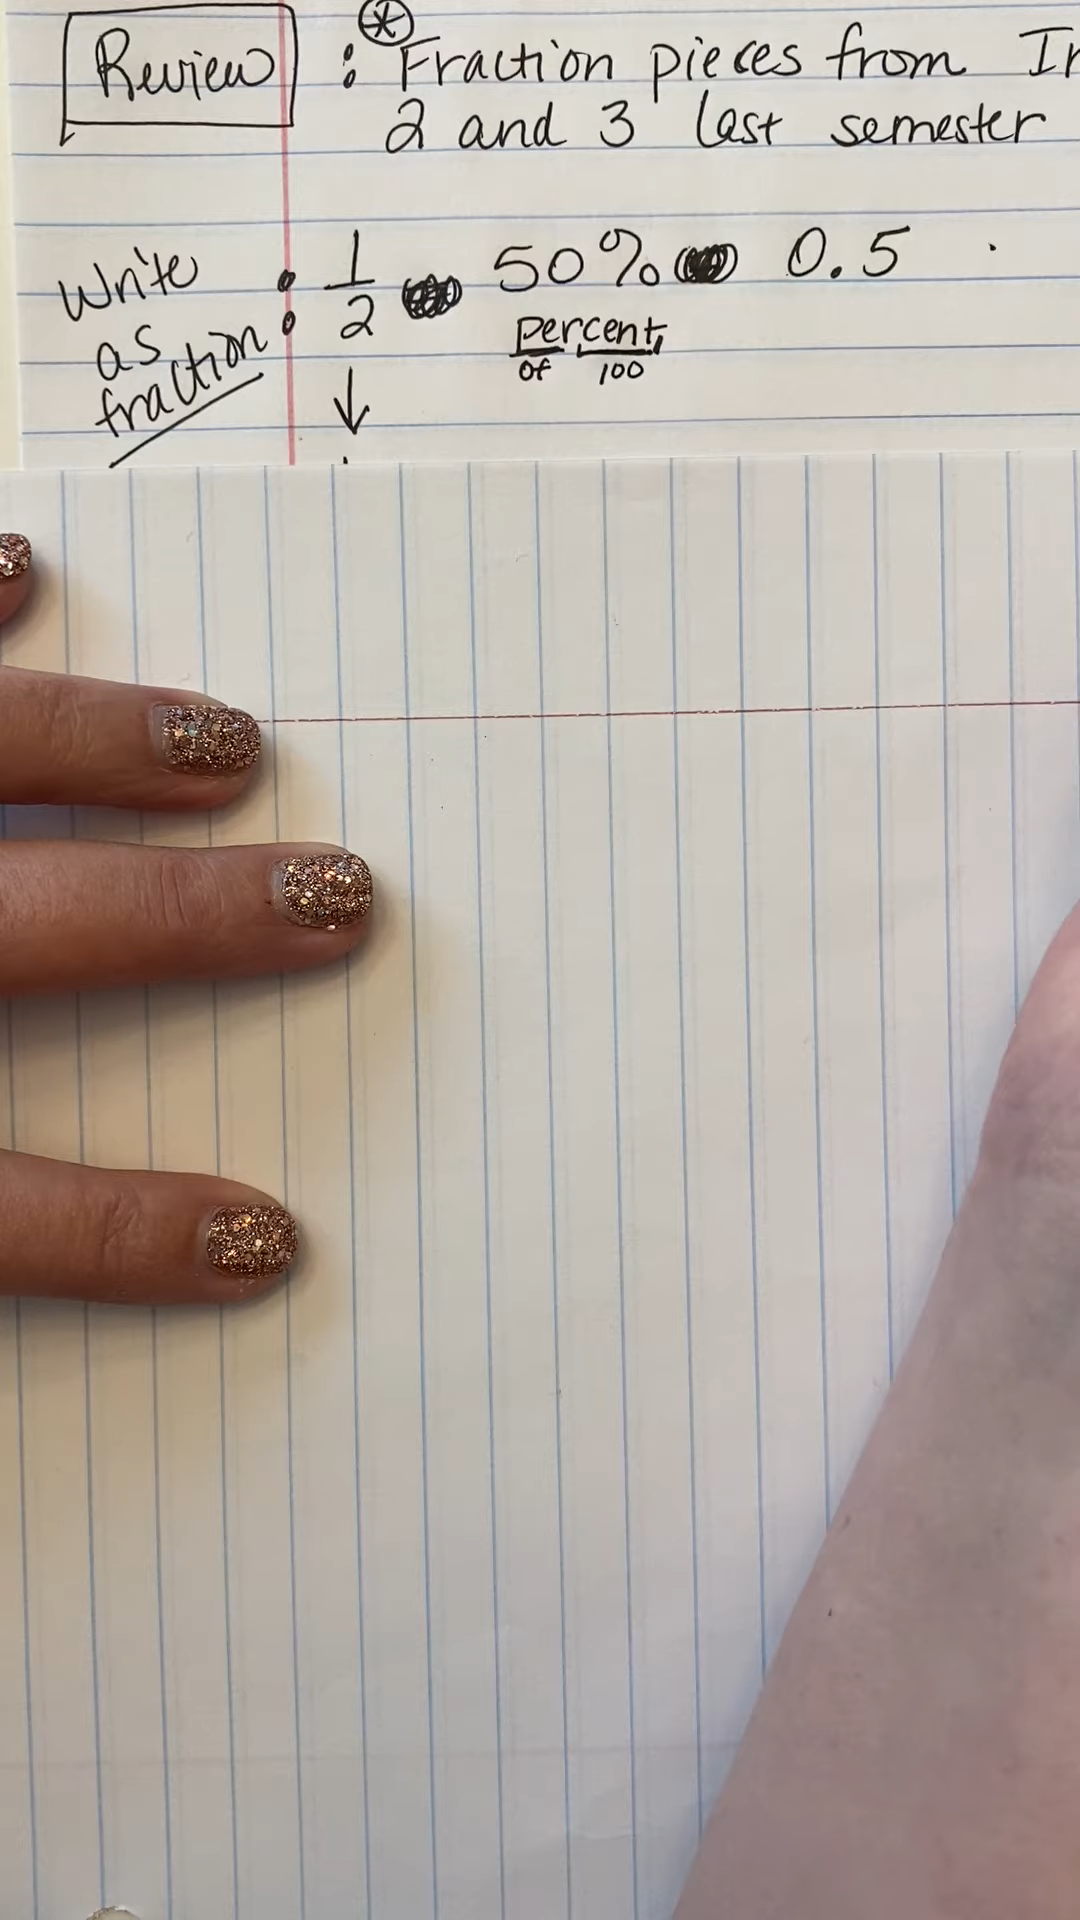 Review : * Fraction pieces from
2 and 3 last semester
Write : 1/2 50% 0.5
as percent
fraction of 100